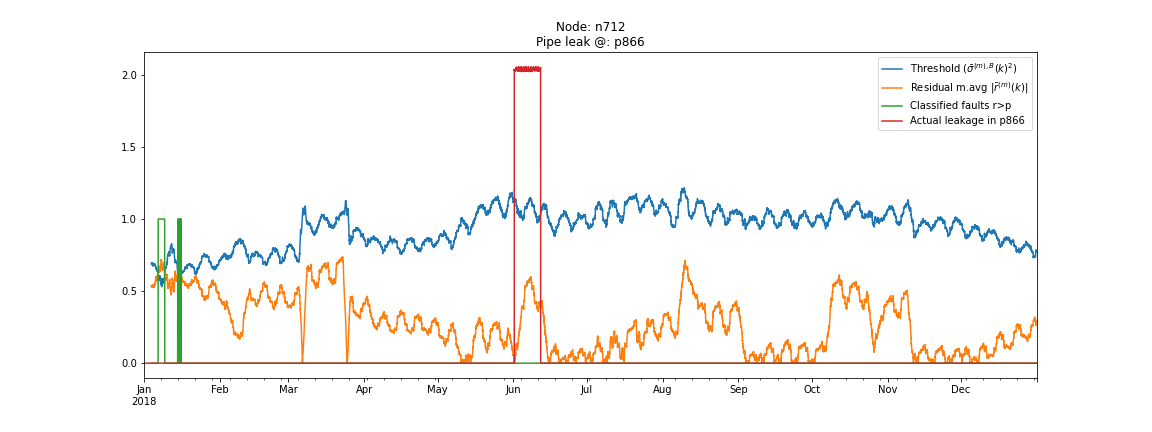 Node: n712
Pipe leak @: p866
Threshold (σ̄⁽ᵐ⁾,ᴮ(k)²)
Residual m.avg |r̄⁽ᵐ⁾(k)|
Classified faults r>p
Actual leakage in p866
2.0
1.5
1.0
0.5
0.0
Jan Feb Mar Apr May Jun Jul Aug Sep Oct Nov Dec
2018